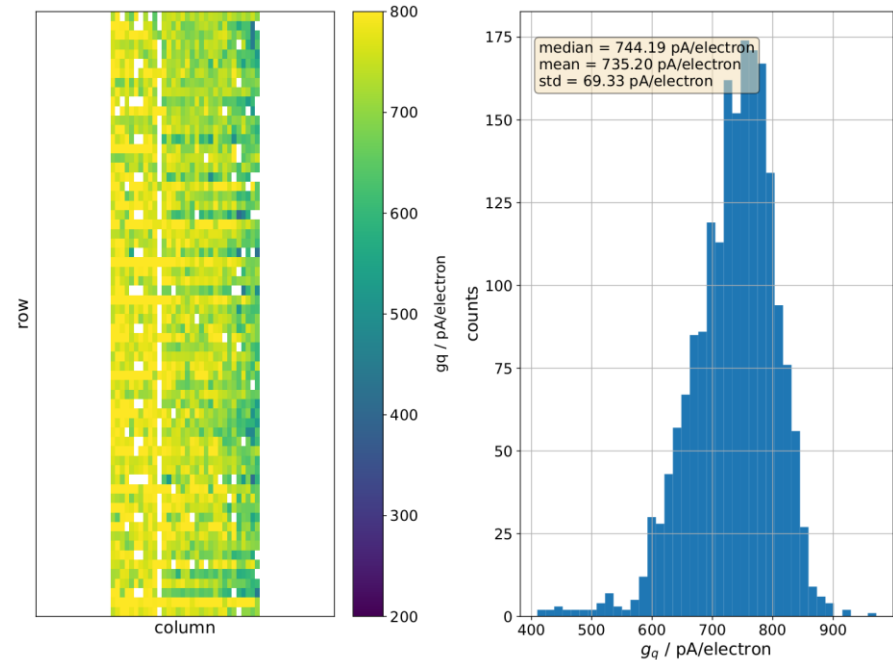 row
column
800
700
600
500
400
300
200
gq / pA/electron
median = 744.19 pA/electron
mean = 735.20 pA/electron
std = 69.33 pA/electron
counts
175
150
125
100
75
50
25
0
400
500
600
700
800
900
g_q / pA/electron